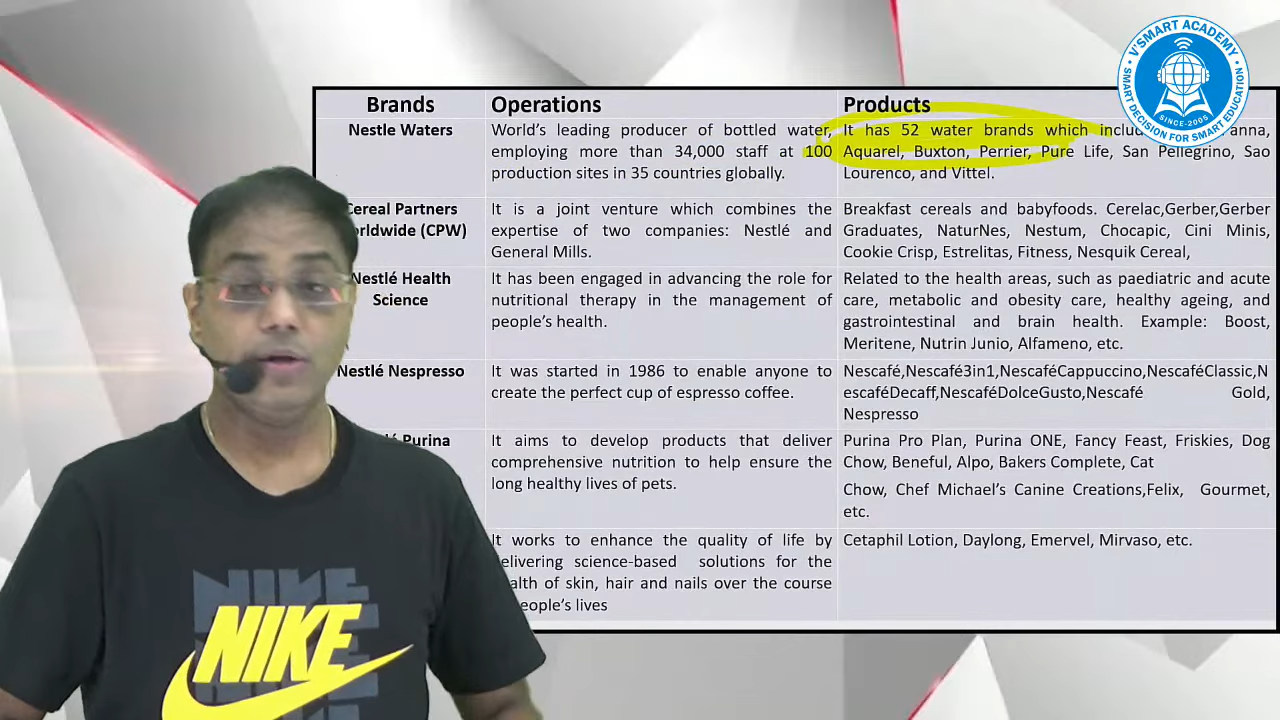 V'SMART ACADEMY
SMART DECISION FOR SMART EDUCATION
SINCE-2005
Brands
Operations
Products
Nestle Waters
World's leading producer of bottled water,
employing more than 34,000 staff at 100
production sites in 35 countries globally.
It has 52 water brands which
Aquarel, Buxton, Perrier, Pure Life, San Pellegrino, Sao
Lourenco, and Vittel.
Cereal Partners
(CPW)
It is a joint venture which combines the
expertise of two companies: Nestlé and
General Mills.
Breakfast cereals and babyfoods. Cerelac,Gerber,Gerber
Graduates, NaturNes, Nestum, Chocapic, Cini Minis,
Cookie Crisp, Estrelitas, Fitness, Nesquik Cereal,
Nestlé Health
Science
It has been engaged in advancing the role for
nutritional therapy in the management of
people's health.
Related to the health areas, such as paediatric and acute
care, metabolic and obesity care, healthy ageing, and
gastrointestinal and brain health. Example: Boost,
Meritene, Nutrin Junio, Alfameno, etc.
Nestlé Nespresso
It was started in 1986 to enable anyone to
create the perfect cup of espresso coffee.
Nescafé,Nescafé3in1,NescaféCappuccino,NescaféClassic,N
escaféDecaff,NescaféDolceGusto,Nescafé Gold,
Nespresso
Purina
It aims to develop products that deliver
comprehensive nutrition to help ensure the
long healthy lives of pets.
Purina Pro Plan, Purina ONE, Fancy Feast, Friskies, Dog
Chow, Beneful, Alpo, Bakers Complete, Cat
Chow, Chef Michael's Canine Creations,Felix, Gourmet,
etc.
It works to enhance the quality of life by
delivering science-based solutions for the
health of skin, hair and nails over the course
people's lives
Cetaphil Lotion, Daylong, Emervel, Mirvaso, etc.
NIKE
NIKE